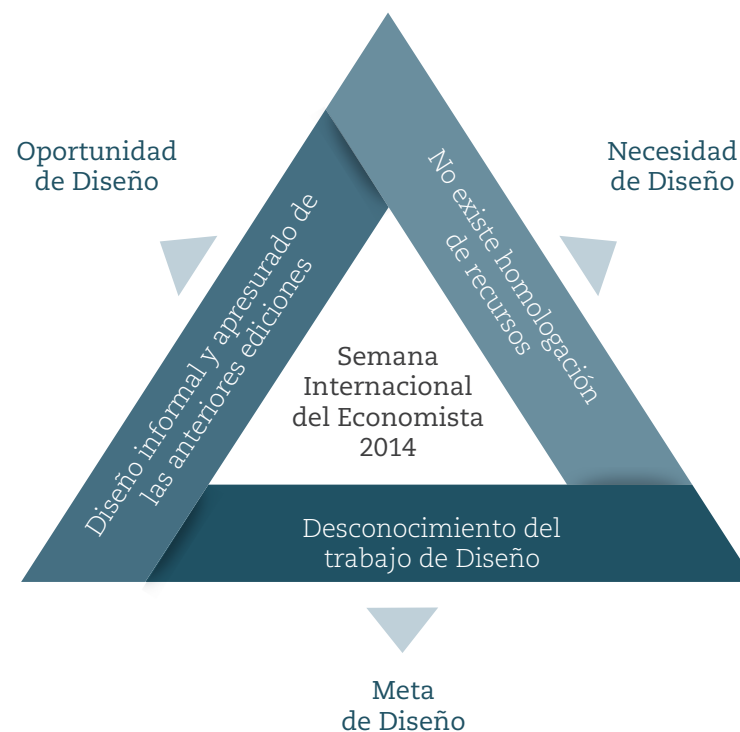 Oportunidad
de Diseño
Necesidad
de Diseño
Diseño informal y apresurado de
las anteriores ediciones
No existe homologación
de recursos
Semana
Internacional
del Economista
2014
Desconocimiento del
trabajo de Diseño
Meta
de Diseño